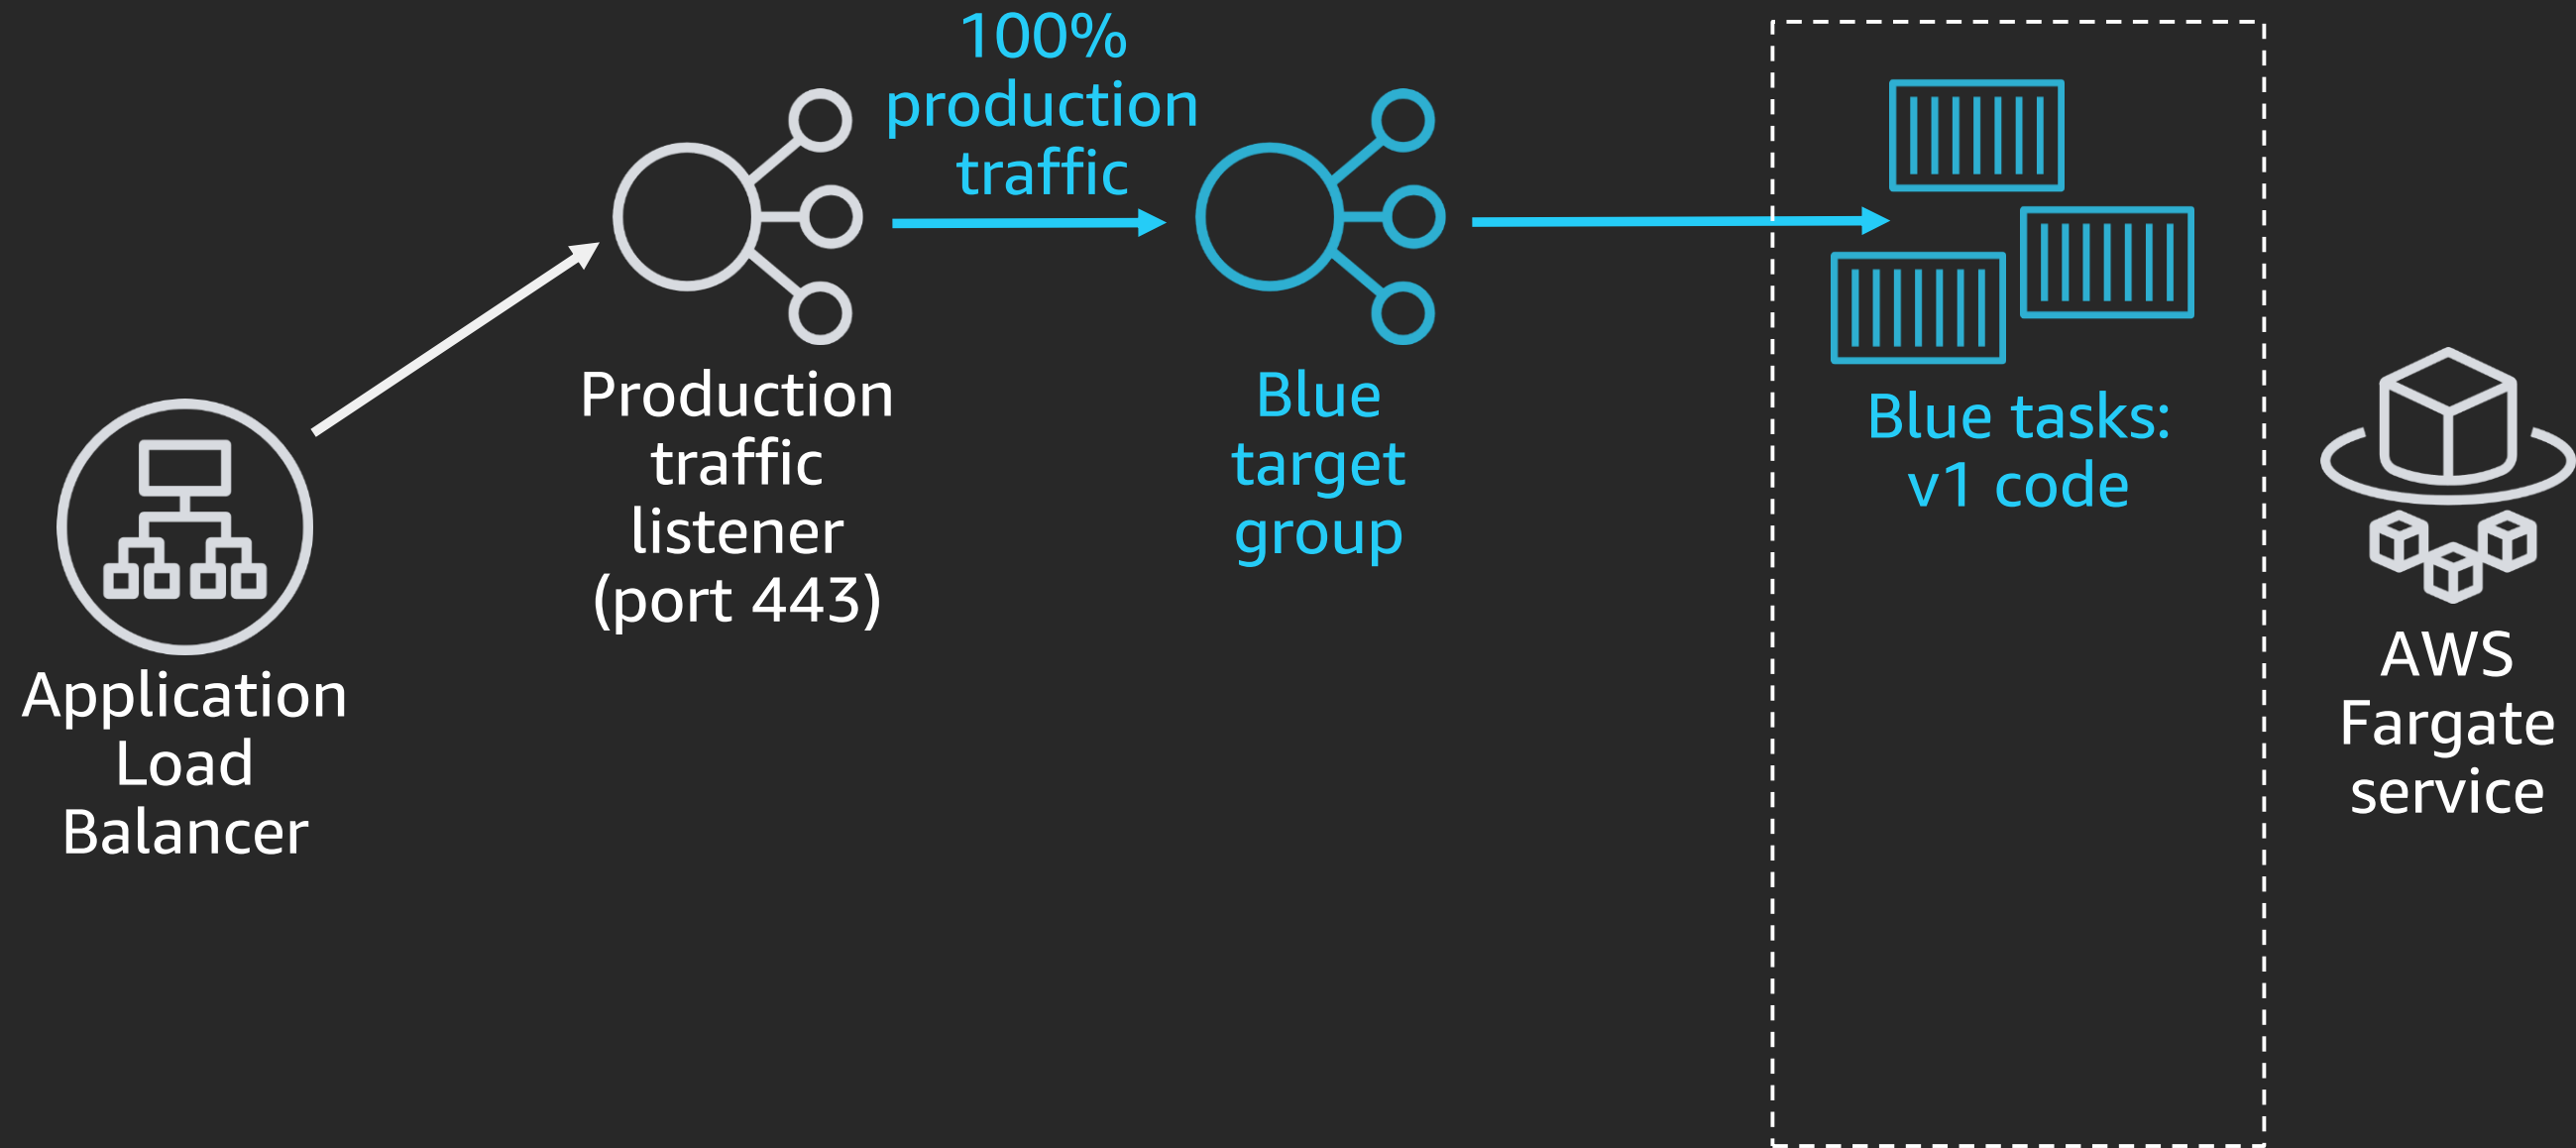 100%
production
traffic
Production
traffic
listener
(port 443)
Blue
target
group
Blue tasks:
v1 code
Application
Load
Balancer
AWS
Fargate
service